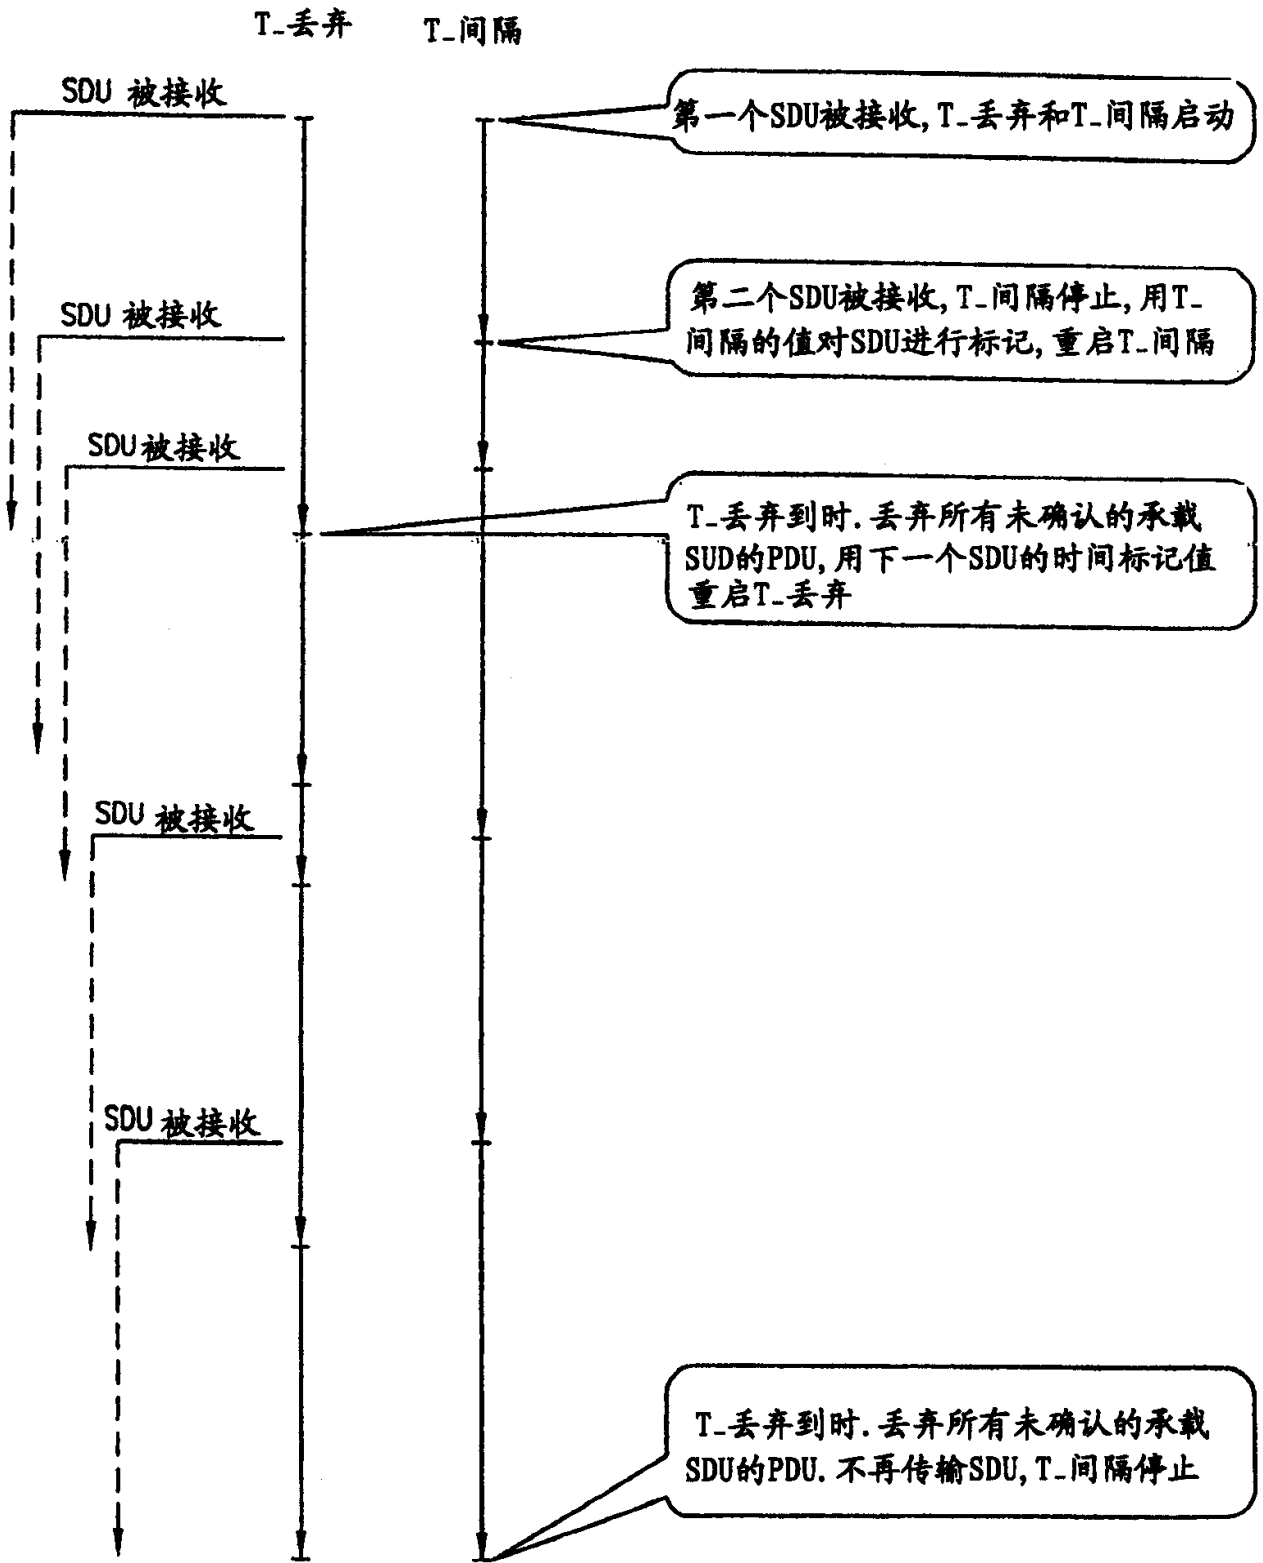 T_丢弃
T_间隔
SDU 被接收
第一个SDU被接收, T_丢弃和T_间隔启动
SDU 被接收
第二个SDU被接收, T_间隔停止, 用T_
间隔的值对SDU进行标记, 重启T_间隔
SDU被接收
T_丢弃到时. 丢弃所有未确认的承载
SUD的PDU, 用下一个SDU的时间标记值
重启T_丢弃
SDU 被接收
SDU 被接收
T_丢弃到时. 丢弃所有未确认的承载
SDU的PDU. 不再传输SDU, T_间隔停止